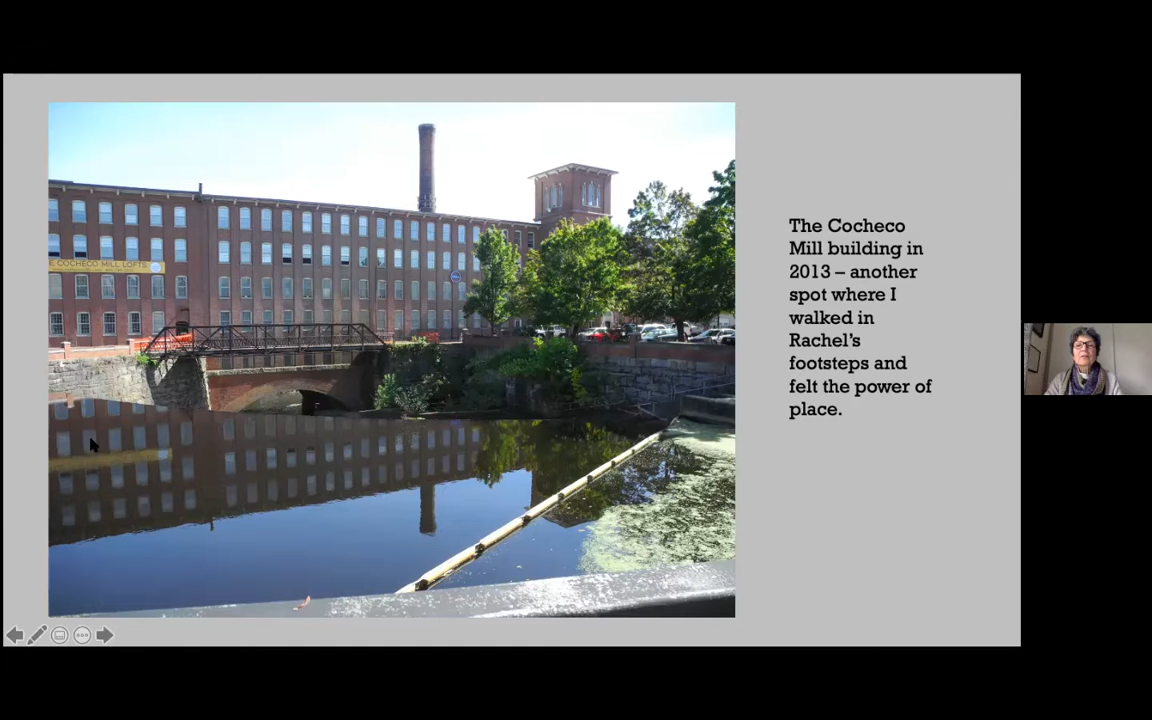 E COCHECO MILL LOFTS
The Cocheco
Mill building in
2013 – another
spot where I
walked in
Rachel's
footsteps and
felt the power of
place.